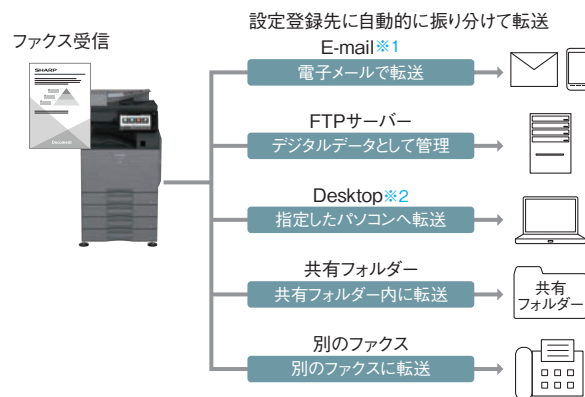 設定登録先に自動的に振り分けて転送
ファクス受信
SHARP
Document
E-mail※1
電子メールで転送
FTPサーバー
デジタルデータとして管理
Desktop※2
指定したパソコンへ転送
共有フォルダー
共有フォルダー内に転送
共有
フォルダー
別のファクス
別のファクスに転送